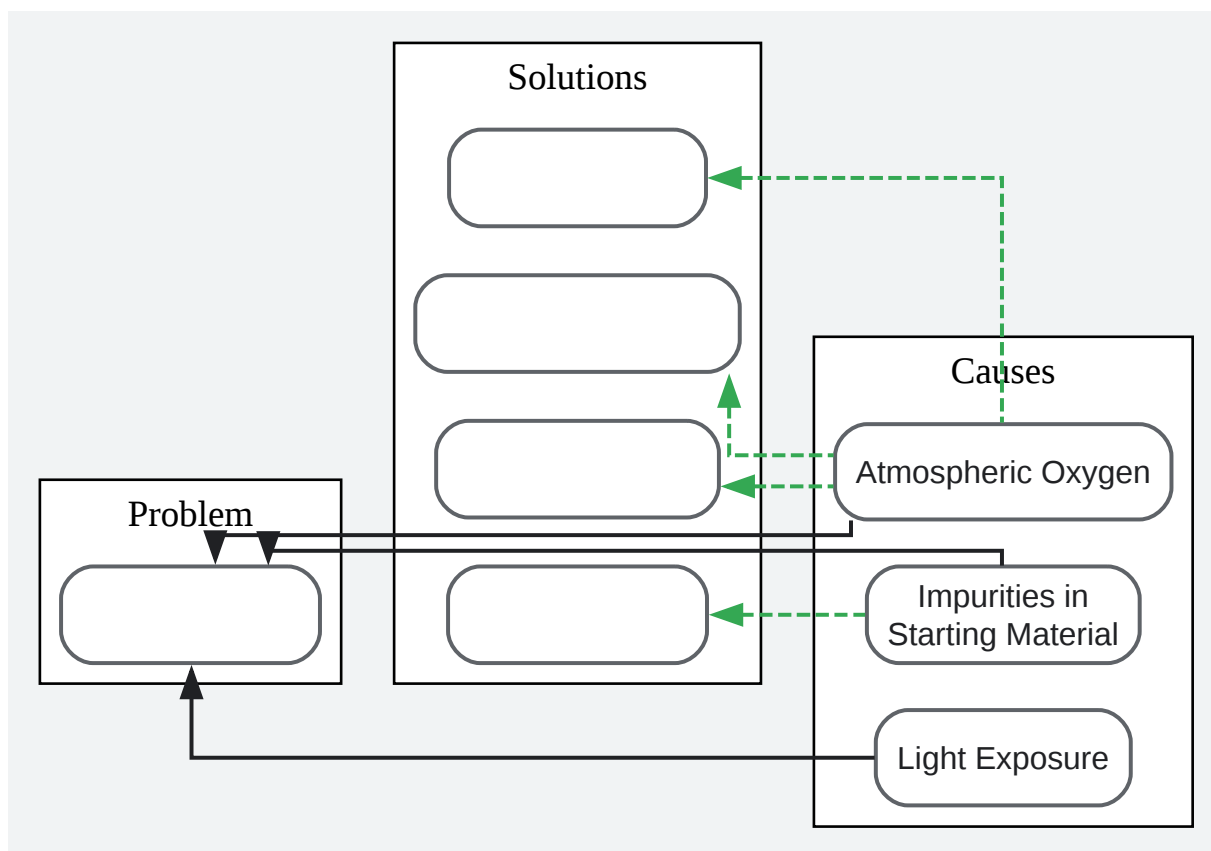 Solutions
Causes
Atmospheric Oxygen
Problem
Impurities in
Starting Material
Light Exposure